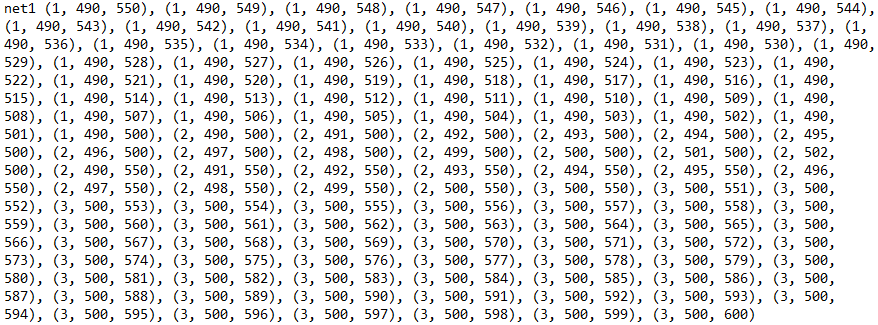 net1 (1, 490, 550), (1, 490, 549), (1, 490, 548), (1, 490, 547), (1, 490, 546), (1, 490, 545), (1, 490, 544),
(1, 490, 543), (1, 490, 542), (1, 490, 541), (1, 490, 540), (1, 490, 539), (1, 490, 538), (1, 490, 537), (1,
490, 536), (1, 490, 535), (1, 490, 534), (1, 490, 533), (1, 490, 532), (1, 490, 531), (1, 490, 530), (1, 490,
529), (1, 490, 528), (1, 490, 527), (1, 490, 526), (1, 490, 525), (1, 490, 524), (1, 490, 523), (1, 490,
522), (1, 490, 521), (1, 490, 520), (1, 490, 519), (1, 490, 518), (1, 490, 517), (1, 490, 516), (1, 490,
515), (1, 490, 514), (1, 490, 513), (1, 490, 512), (1, 490, 511), (1, 490, 510), (1, 490, 509), (1, 490,
508), (1, 490, 507), (1, 490, 506), (1, 490, 505), (1, 490, 504), (1, 490, 503), (1, 490, 502), (1, 490,
501), (1, 490, 500), (2, 490, 500), (2, 491, 500), (2, 492, 500), (2, 493, 500), (2, 494, 500), (2, 495,
500), (2, 496, 500), (2, 497, 500), (2, 498, 500), (2, 499, 500), (2, 500, 500), (2, 501, 500), (2, 502,
500), (2, 490, 550), (2, 491, 550), (2, 492, 550), (2, 493, 550), (2, 494, 550), (2, 495, 550), (2, 496,
550), (2, 497, 550), (2, 498, 550), (2, 499, 550), (2, 500, 550), (3, 500, 550), (3, 500, 551), (3, 500,
552), (3, 500, 553), (3, 500, 554), (3, 500, 555), (3, 500, 556), (3, 500, 557), (3, 500, 558), (3, 500,
559), (3, 500, 560), (3, 500, 561), (3, 500, 562), (3, 500, 563), (3, 500, 564), (3, 500, 565), (3, 500,
566), (3, 500, 567), (3, 500, 568), (3, 500, 569), (3, 500, 570), (3, 500, 571), (3, 500, 572), (3, 500,
573), (3, 500, 574), (3, 500, 575), (3, 500, 576), (3, 500, 577), (3, 500, 578), (3, 500, 579), (3, 500,
580), (3, 500, 581), (3, 500, 582), (3, 500, 583), (3, 500, 584), (3, 500, 585), (3, 500, 586), (3, 500,
587), (3, 500, 588), (3, 500, 589), (3, 500, 590), (3, 500, 591), (3, 500, 592), (3, 500, 593), (3, 500,
594), (3, 500, 595), (3, 500, 596), (3, 500, 597), (3, 500, 598), (3, 500, 599), (3, 500, 600)